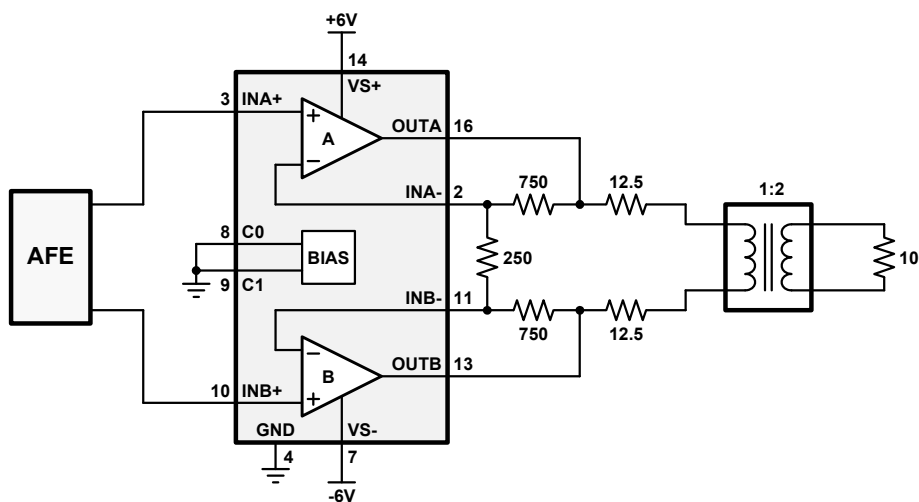 +6V
14
VS+
3 INA+
OUTA 16
A
750
12.5
1:2
INA- 2
AFE
8 C0
BIAS
250
10
9 C1
INB- 11
750
12.5
B
OUTB 13
10 INB+
GND
VS-
4
7
-6V